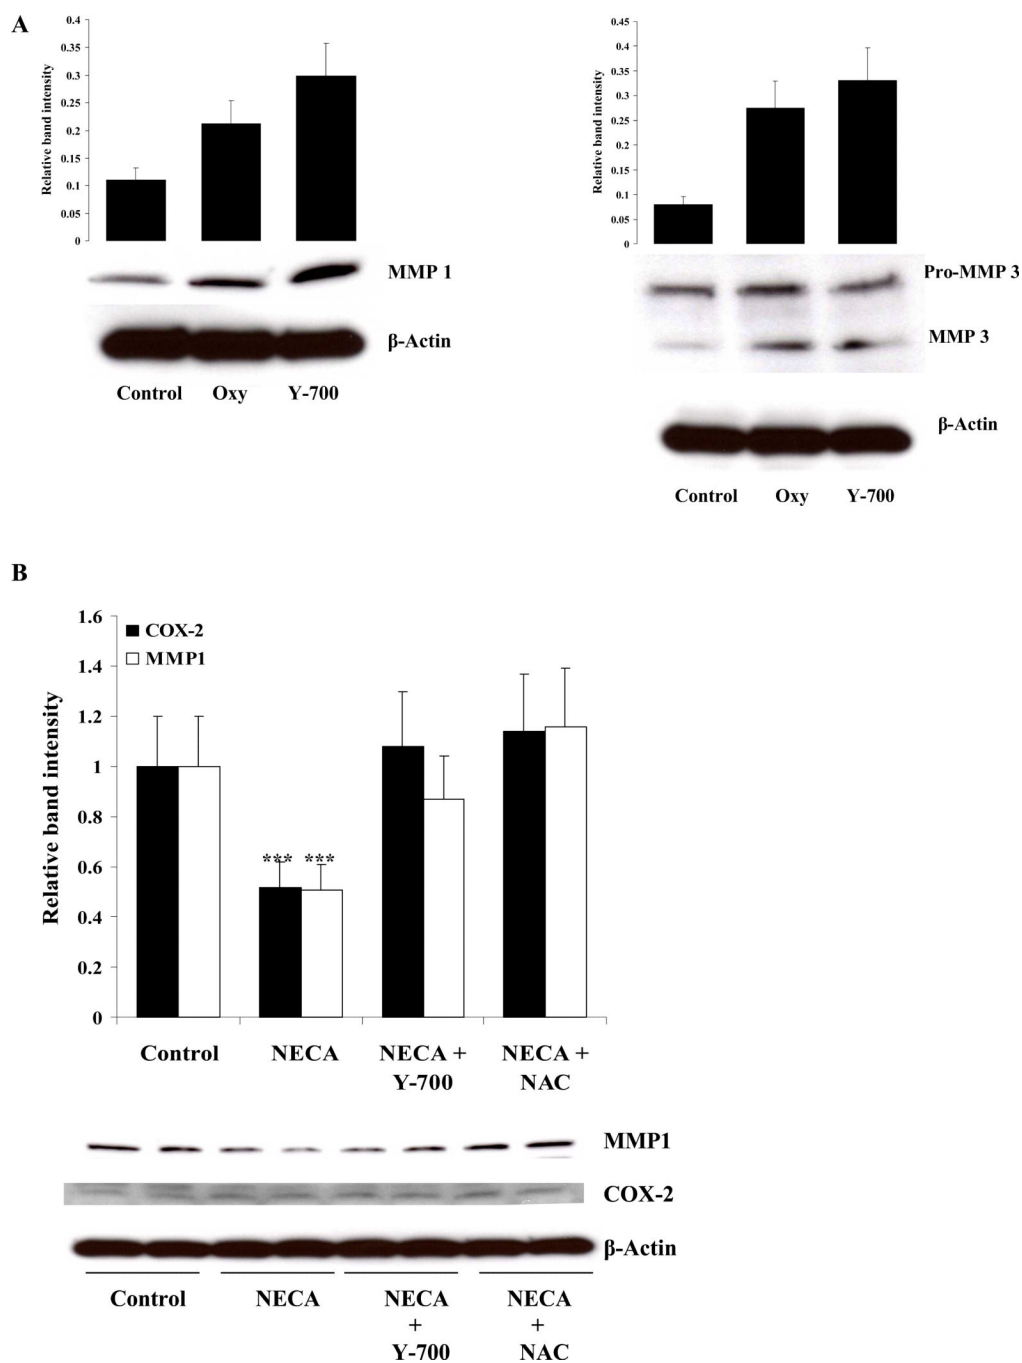 A
Relative band intensity
0.4
0.35
0.3
0.25
0.2
0.15
0.1
0.05
0
MMP 1
β-Actin
Control Oxy Y-700
Relative band intensity
0.45
0.4
0.35
0.3
0.25
0.2
0.15
0.1
0.05
0
Pro-MMP 3
MMP 3
β-Actin
Control Oxy Y-700
B
Relative band intensity
1.6
1.4
1.2
1
0.8
0.6
0.4
0.2
0
COX-2
MMP1
*** ***
Control NECA NECA + NECA +
Y-700 NAC
MMP1
COX-2
β-Actin
Control NECA NECA NECA
+ +
Y-700 NAC